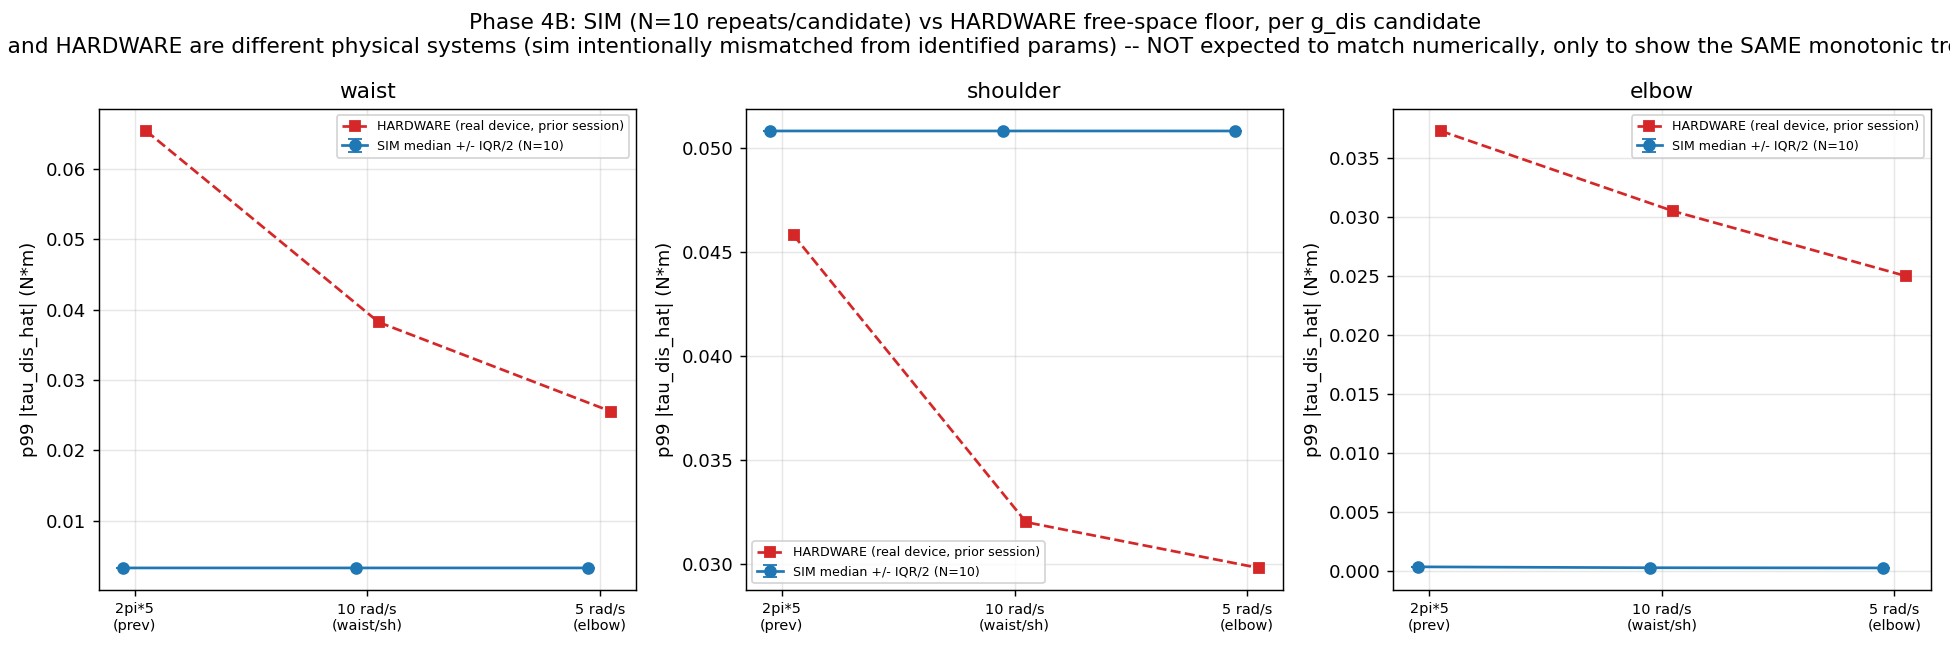 Phase 4B: SIM (N=10 repeats/candidate) vs HARDWARE free-space floor, per g_dis candidate
and HARDWARE are different physical systems (sim intentionally mismatched from identified params) -- NOT expected to match numerically, only to show the SAME monotonic tre
waist
p99 |tau_dis_hat| (N*m)
0.06
0.05
0.04
0.03
0.02
0.01
HARDWARE (real device, prior session)
SIM median +/- IQR/2 (N=10)
2pi*5
(prev)
10 rad/s
(waist/sh)
5 rad/s
(elbow)
shoulder
p99 |tau_dis_hat| (N*m)
0.050
0.045
0.040
0.035
0.030
HARDWARE (real device, prior session)
SIM median +/- IQR/2 (N=10)
2pi*5
(prev)
10 rad/s
(waist/sh)
5 rad/s
(elbow)
elbow
p99 |tau_dis_hat| (N*m)
0.035
0.030
0.025
0.020
0.015
0.010
0.005
0.000
HARDWARE (real device, prior session)
SIM median +/- IQR/2 (N=10)
2pi*5
(prev)
10 rad/s
(waist/sh)
5 rad/s
(elbow)